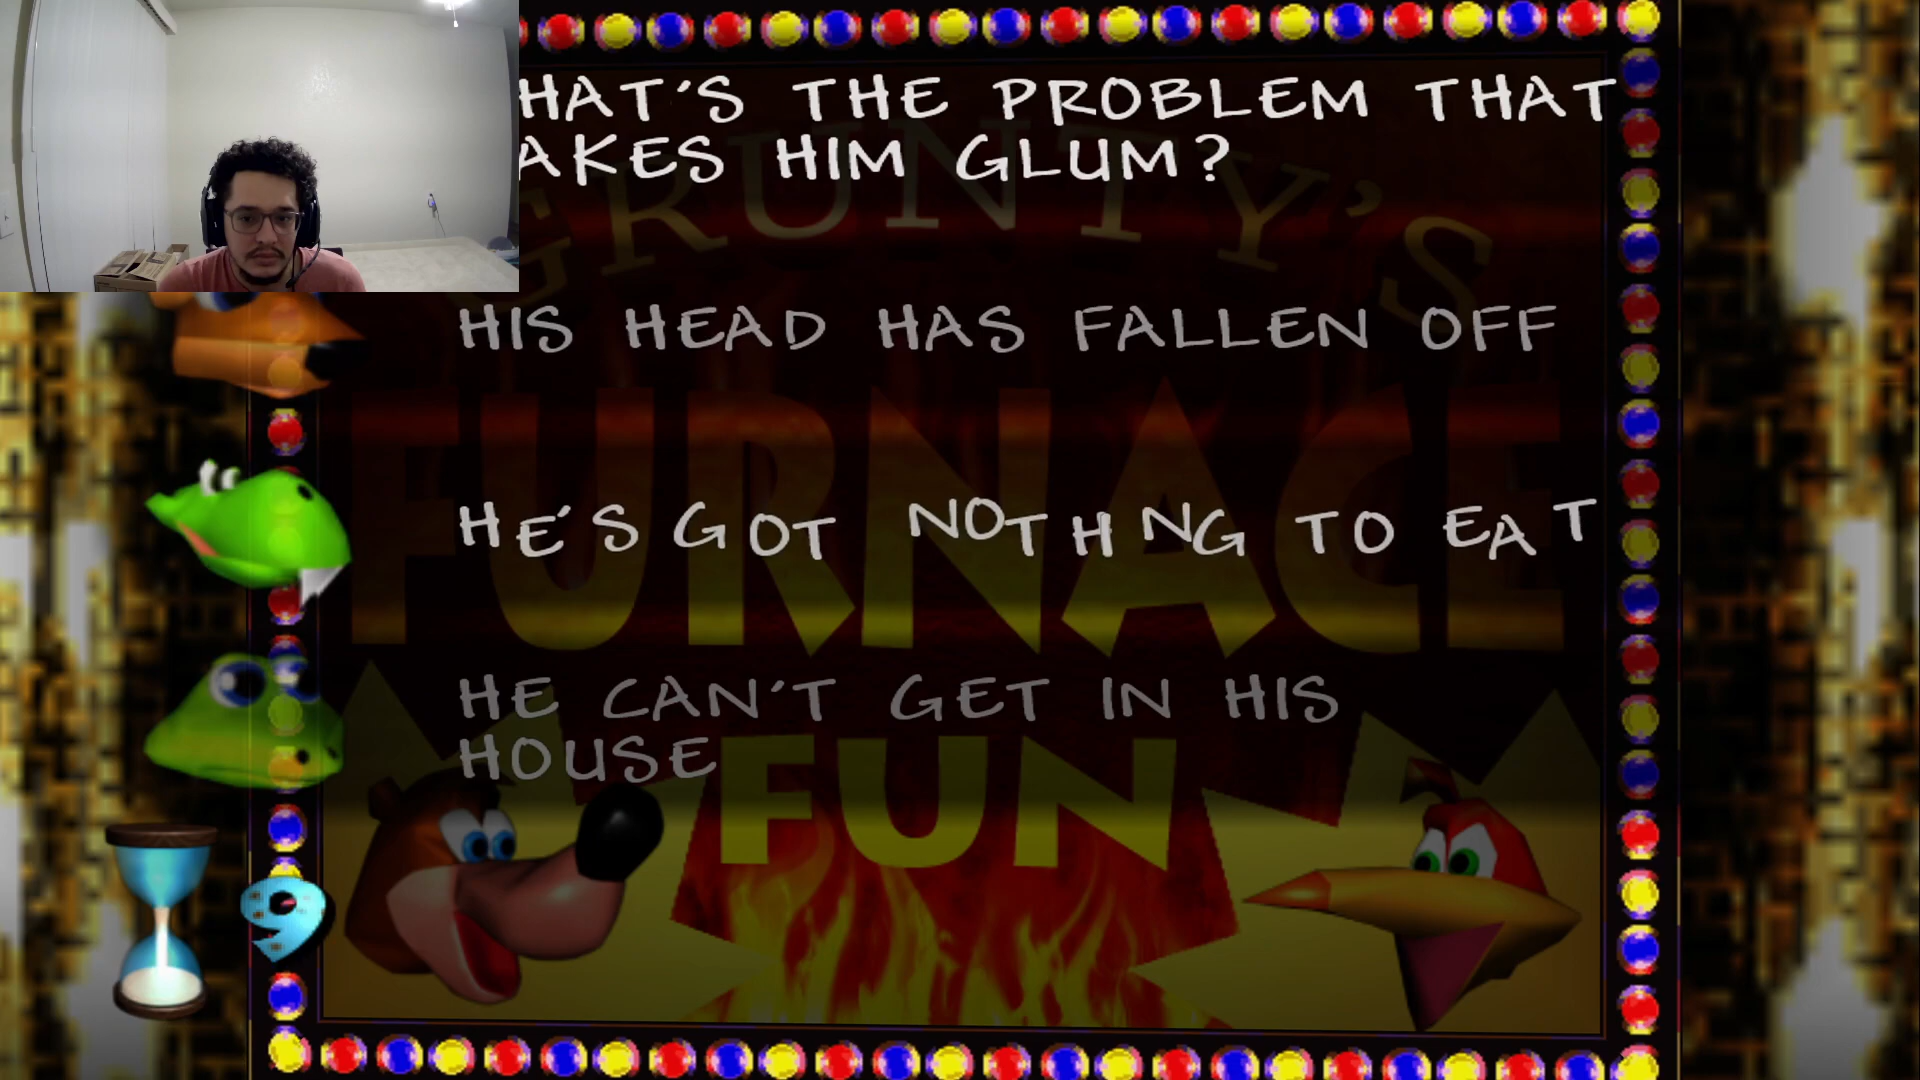 HAT'S THE PROBLEM THAT
AKES HIM GLUM?
GRUNTY'S
HIS HEAD HAS FALLEN OFF
FURNACE
HE'S GOT NOTHNG TO EAT
HE CAN'T GET IN HIS
HOUSE
FUN
9